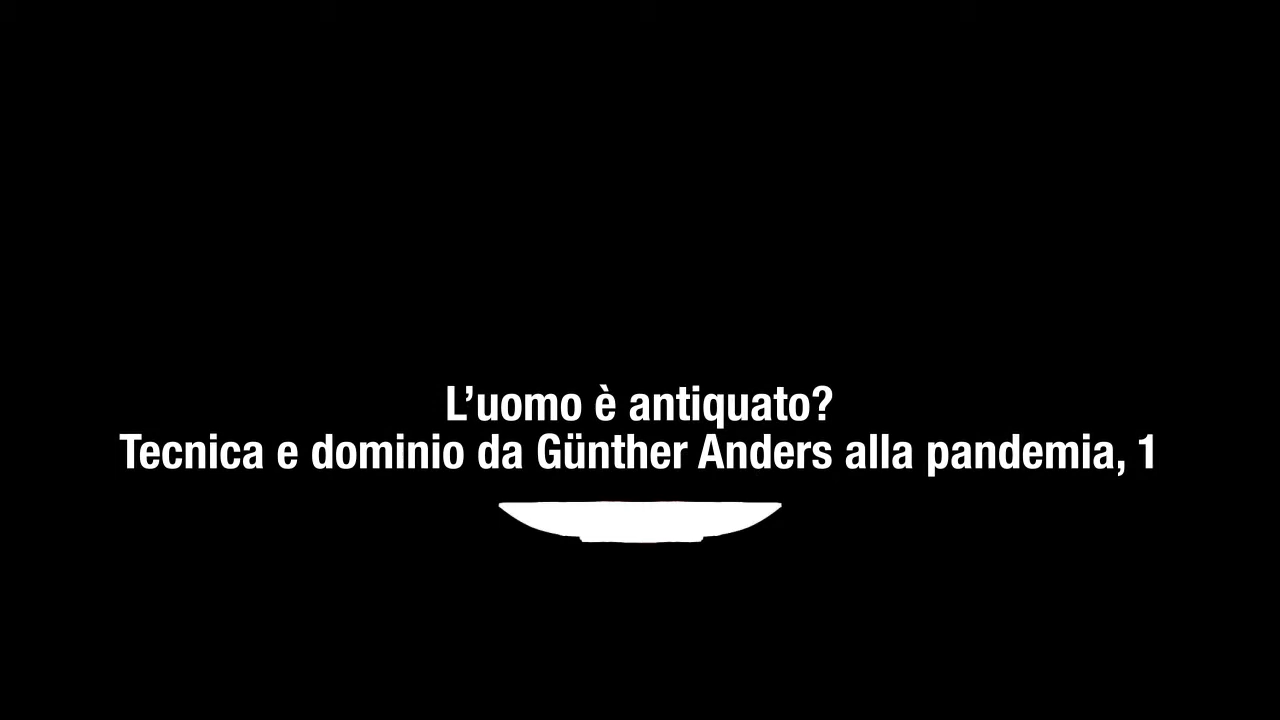 L’uomo è antiquato?
Tecnica e dominio da Günther Anders alla pandemia, 1